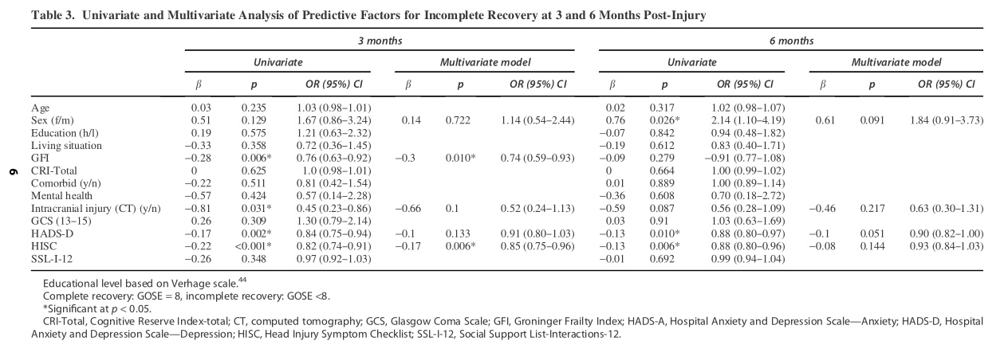 Table 3. Univariate and Multivariate Analysis of Predictive Factors for Incomplete Recovery at 3 and 6 Months Post-Injury
3 months 6 months
Univariate Multivariate model Univariate Multivariate model
β p OR (95%) CI β p OR (95%) CI β p OR (95%) CI β p OR (95%) CI
Age 0.03 0.235 1.03 (0.98–1.01) 0.02 0.317 1.02 (0.98–1.07)
Sex (f/m) 0.51 0.129 1.67 (0.86–3.24) 0.14 0.722 1.14 (0.54–2.44) 0.76 0.026* 2.14 (1.10–4.19) 0.61 0.091 1.84 (0.91–3.73)
Education (h/l) 0.19 0.575 1.21 (0.63–2.32) −0.07 0.842 0.94 (0.48–1.82)
Living situation −0.33 0.358 0.72 (0.36–1.45) −0.19 0.612 0.83 (0.40–1.71)
GFI −0.28 0.006* 0.76 (0.63–0.92) −0.3 0.010* 0.74 (0.59–0.93) −0.09 0.279 −0.91 (0.77–1.08)
CRI-Total 0 0.625 1.0 (0.98–1.01) 0 0.664 1.00 (0.99–1.02)
Comorbid (y/n) −0.22 0.511 0.81 (0.42–1.54) 0.01 0.889 1.00 (0.89–1.14)
Mental health −0.57 0.424 0.57 (0.14–2.28) −0.36 0.608 0.70 (0.18–2.72)
Intracranial injury (CT) (y/n) −0.81 0.031* 0.45 (0.23–0.86) −0.66 0.1 0.52 (0.24–1.13) −0.59 0.087 0.56 (0.28–1.09) −0.46 0.217 0.63 (0.30–1.31)
GCS (13–15) 0.26 0.309 1.30 (0.79–2.14) 0.03 0.91 1.03 (0.63–1.69)
HADS-D −0.17 0.002* 0.84 (0.75–0.94) −0.1 0.133 0.91 (0.80–1.03) −0.13 0.010* 0.88 (0.80–0.97) −0.1 0.051 0.90 (0.82–1.00)
HISC −0.22 <0.001* 0.82 (0.74–0.91) −0.17 0.006* 0.85 (0.75–0.96) −0.13 0.006* 0.88 (0.80–0.96) −0.08 0.144 0.93 (0.84–1.03)
SSL-I-12 −0.26 0.348 0.97 (0.92–1.03) −0.01 0.692 0.99 (0.94–1.04)
Educational level based on Verhage scale.44
Complete recovery: GOSE = 8, incomplete recovery: GOSE <8.
*Significant at p < 0.05.
CRI-Total, Cognitive Reserve Index-total; CT, computed tomography; GCS, Glasgow Coma Scale; GFI, Groninger Frailty Index; HADS-A, Hospital Anxiety and Depression Scale—Anxiety; HADS-D, Hospital
Anxiety and Depression Scale—Depression; HISC, Head Injury Symptom Checklist; SSL-I-12, Social Support List-Interactions-12.
9